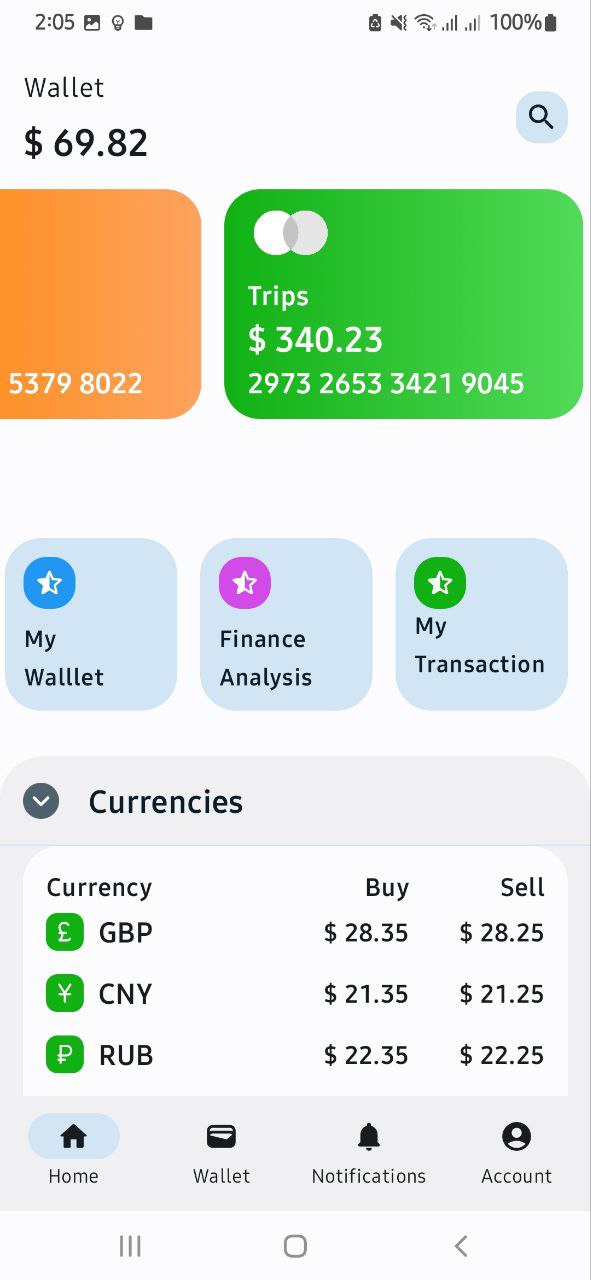 2:05 100%
Wallet
$ 69.82
Trips
$ 340.23
5379 8022 2973 2653 3421 9045
My Walllet
Finance Analysis
My Transaction
Currencies
Currency Buy Sell
£ GBP $ 28.35 $ 28.25
¥ CNY $ 21.35 $ 21.25
₽ RUB $ 22.35 $ 22.25
Home Wallet Notifications Account